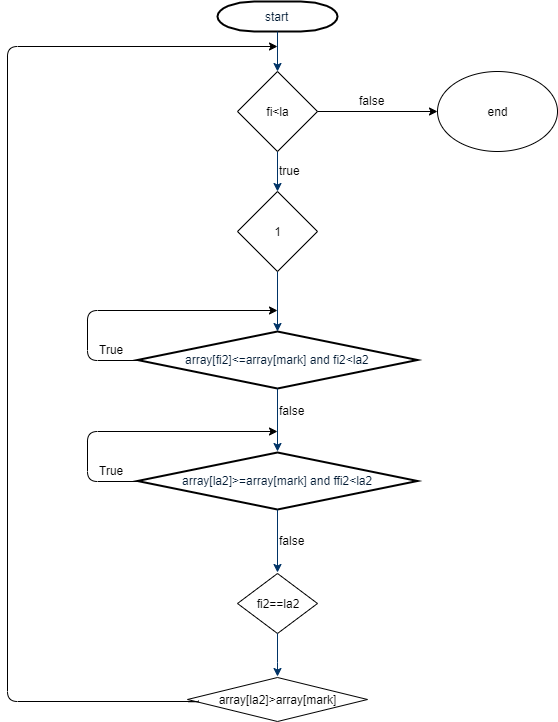 start
fi<la
false
end
true
1
True
array[fi2]<=array[mark] and fi2<la2
false
True
array[la2]>=array[mark] and ffi2<la2
false
fi2==la2
array[la2]>array[mark]